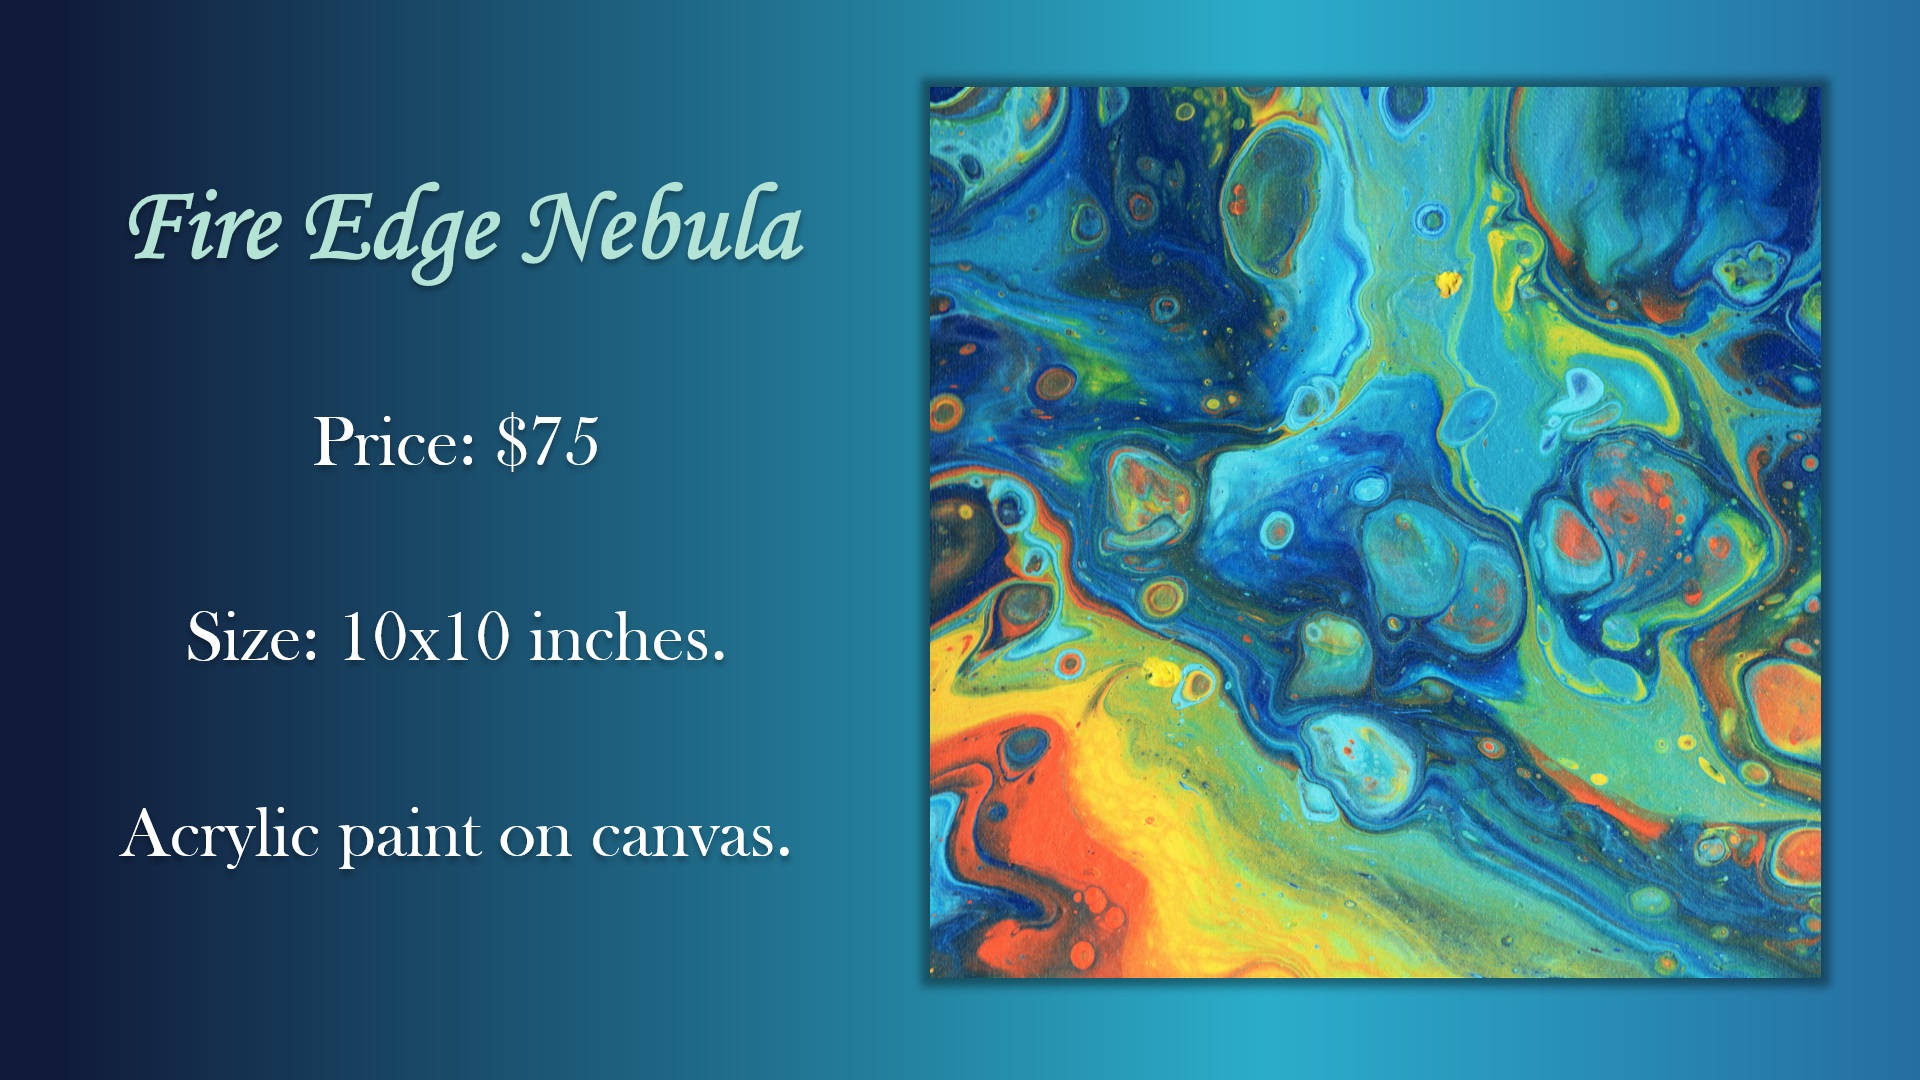 Fire Edge Nebula
Price: $75
Size: 10x10 inches.
Acrylic paint on canvas.